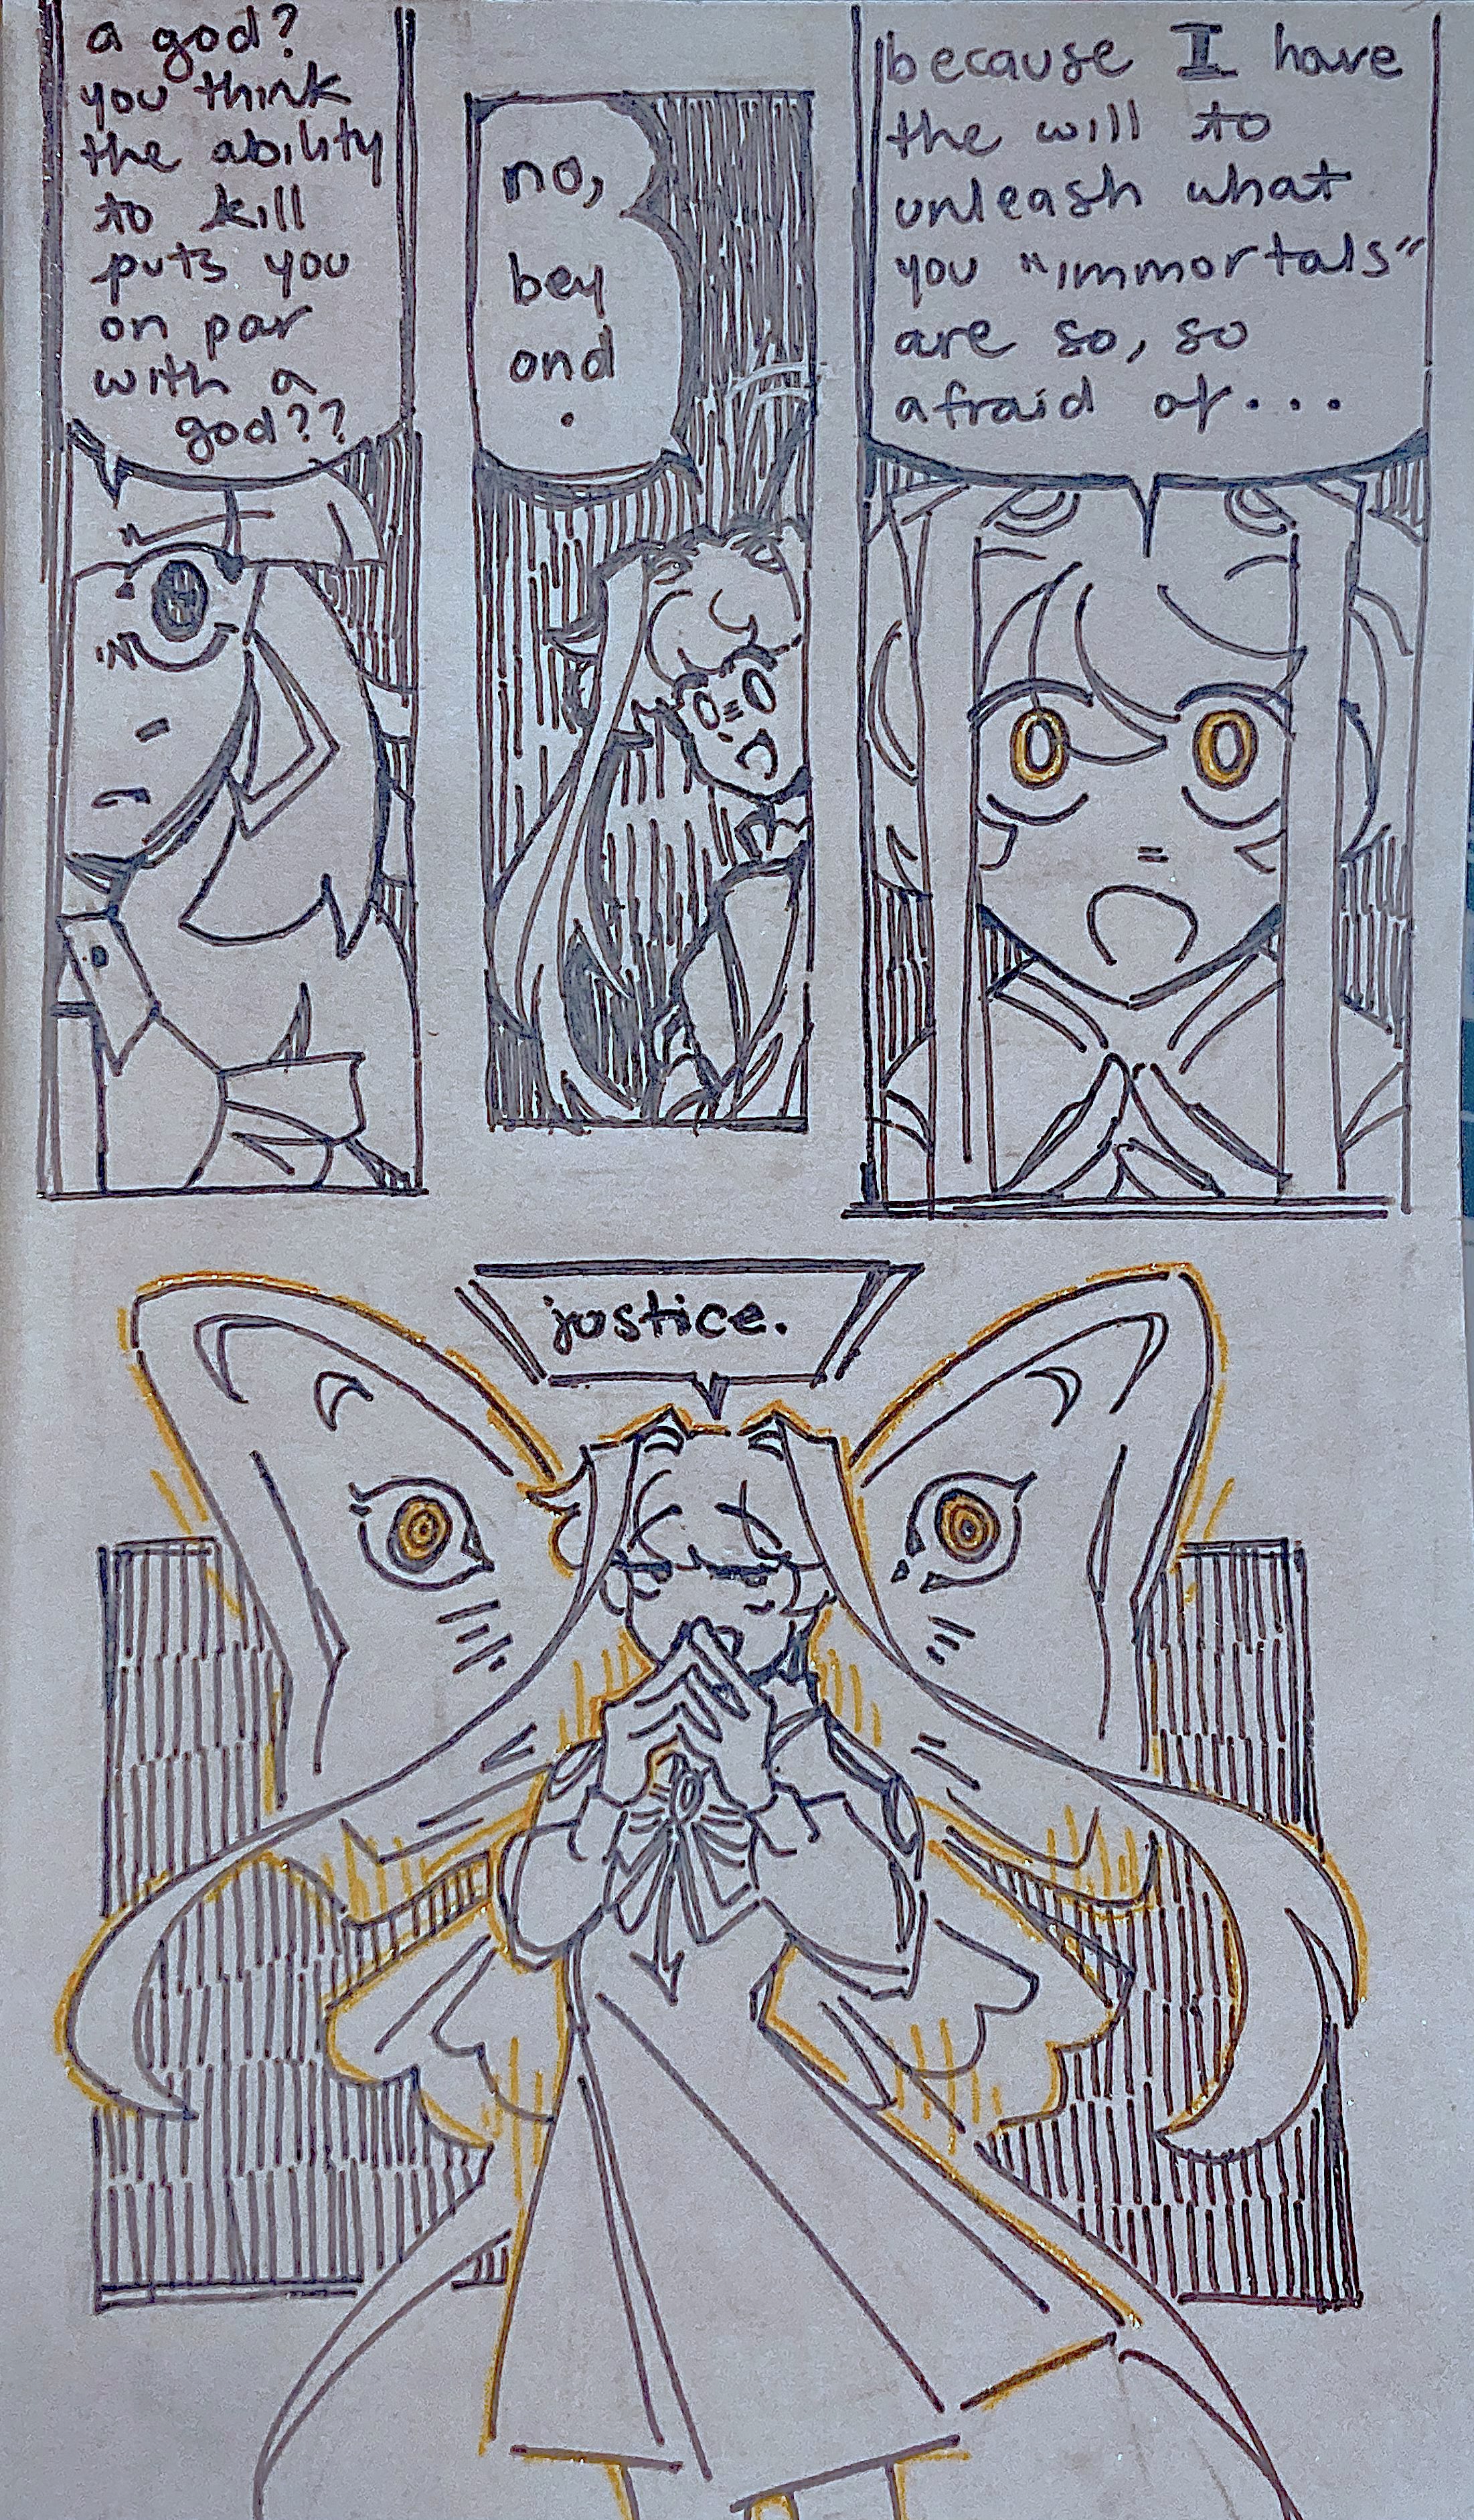 a god?
you think
the ability
to kill
puts you
on par
with a
god??
no,
bey
ond
.
because I have
the will to
unleash what
you "immortals"
are so, so
afraid of...
justice.